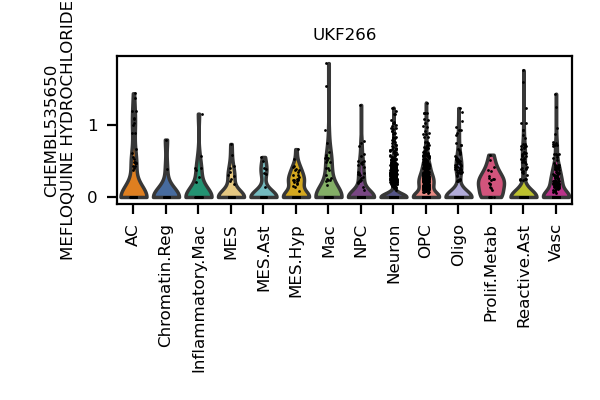 UKF266
CHEMBL535650
MEFLOQUINE HYDROCHLORIDE
1
0
AC
Chromatin.Reg
Inflammatory.Mac
MES
MES.Ast
MES.Hyp
Mac
NPC
Neuron
OPC
Oligo
Prolif.Metab
Reactive.Ast
Vasc